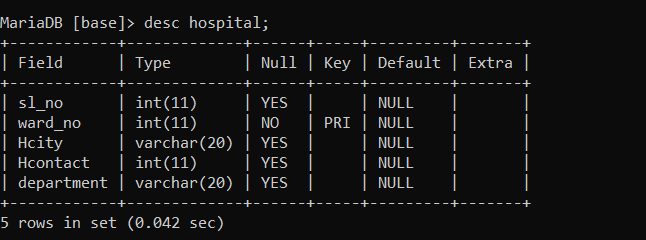 MariaDB [base]> desc hospital;
+------------+-------------+------+-----+---------+-------+
| Field      | Type        | Null | Key | Default | Extra |
+------------+-------------+------+-----+---------+-------+
| sl_no      | int(11)     | YES  |     | NULL    |       |
| ward_no    | int(11)     | NO   | PRI | NULL    |       |
| Hcity      | varchar(20) | YES  |     | NULL    |       |
| Hcontact   | int(11)     | YES  |     | NULL    |       |
| department | varchar(20) | YES  |     | NULL    |       |
+------------+-------------+------+-----+---------+-------+
5 rows in set (0.042 sec)